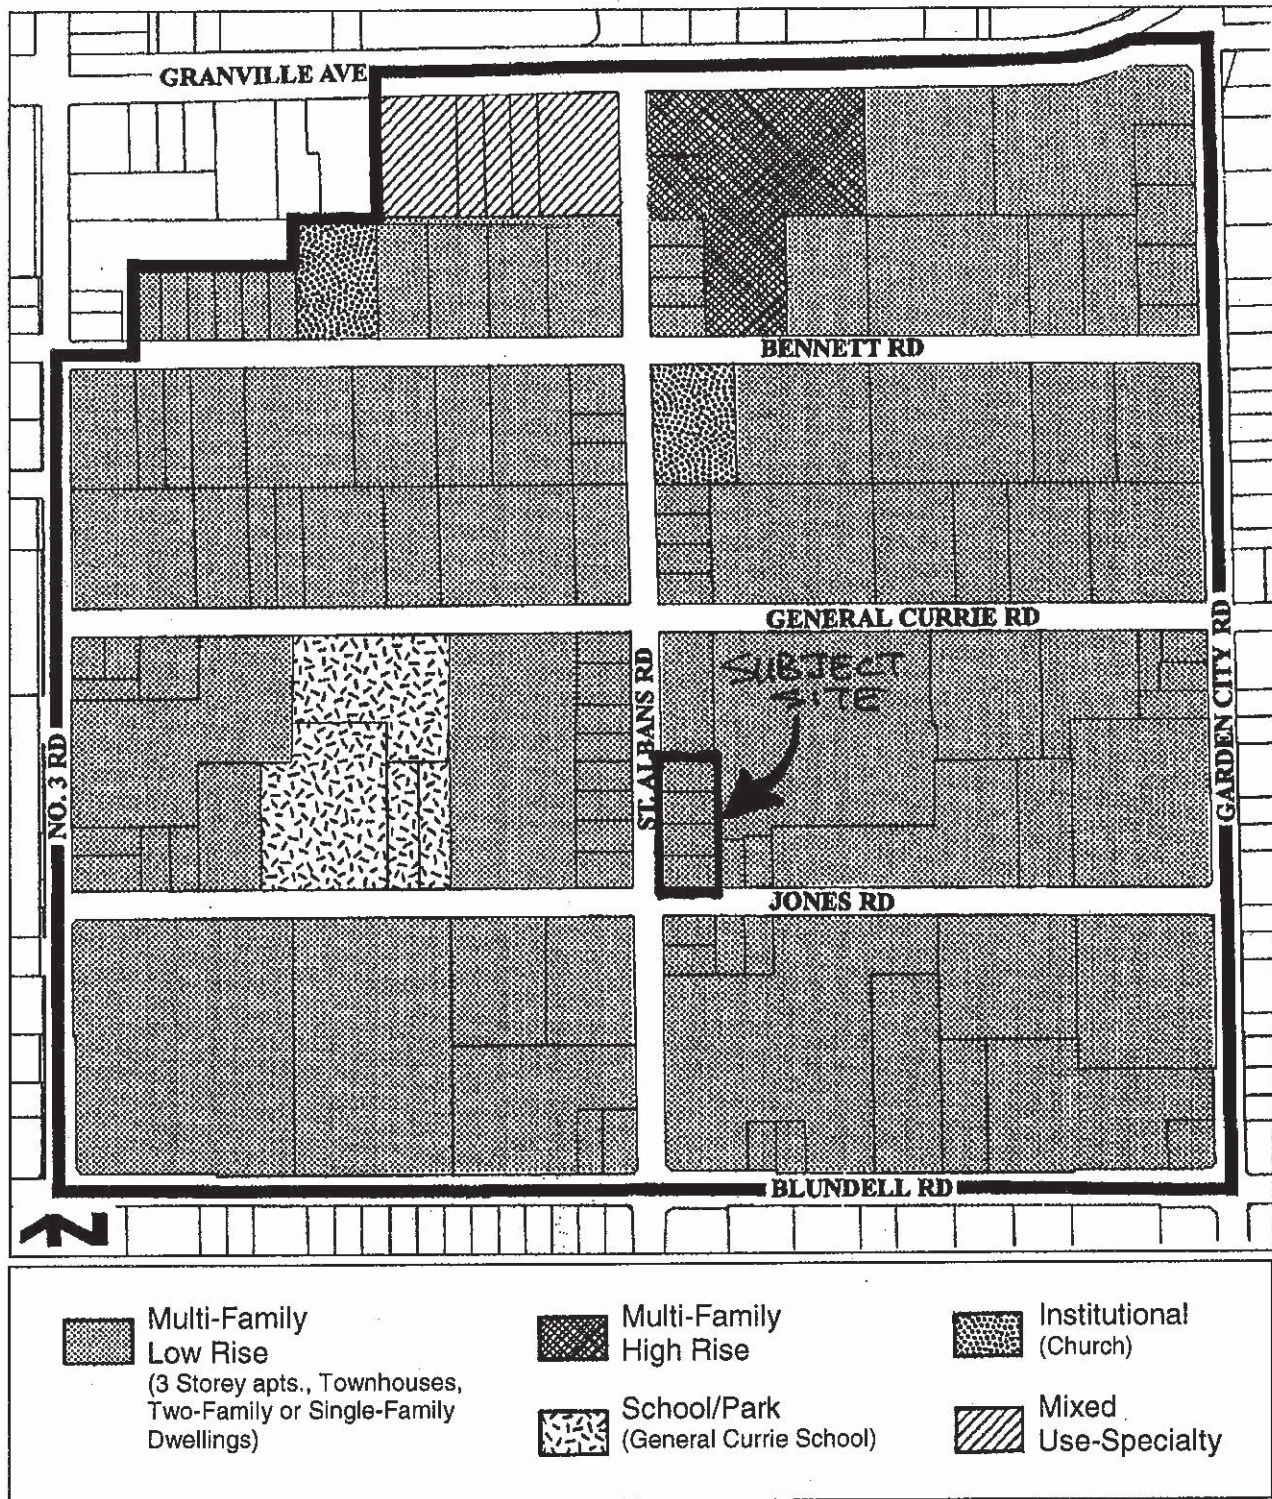 GRANVILLE AVE
BENNETT RD
GENERAL CURRIE RD
SUBJECT
SITE
ST. ALBANS RD
NO. 3 RD
GARDEN CITY RD
JONES RD
BLUNDELL RD
Multi-Family
Low Rise
(3 Storey apts., Townhouses,
Two-Family or Single-Family
Dwellings)
Multi-Family
High Rise
School/Park
(General Currie School)
Institutional
(Church)
Mixed
Use-Specialty